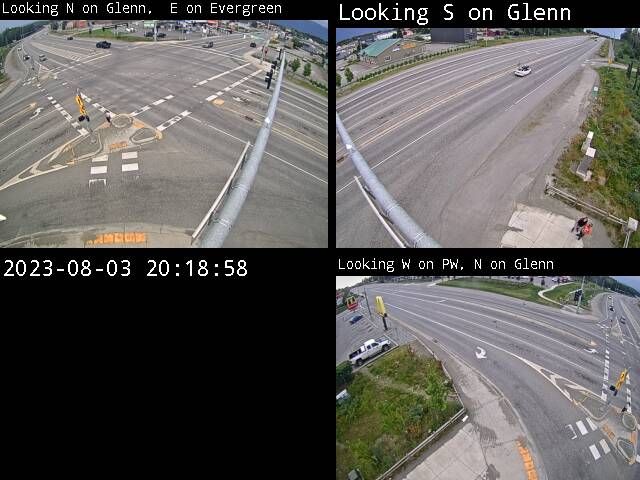 Looking N on Glenn,  E on Evergreen
Looking S on Glenn
2023-08-03 20:18:58
Looking W on PW, N on Glenn